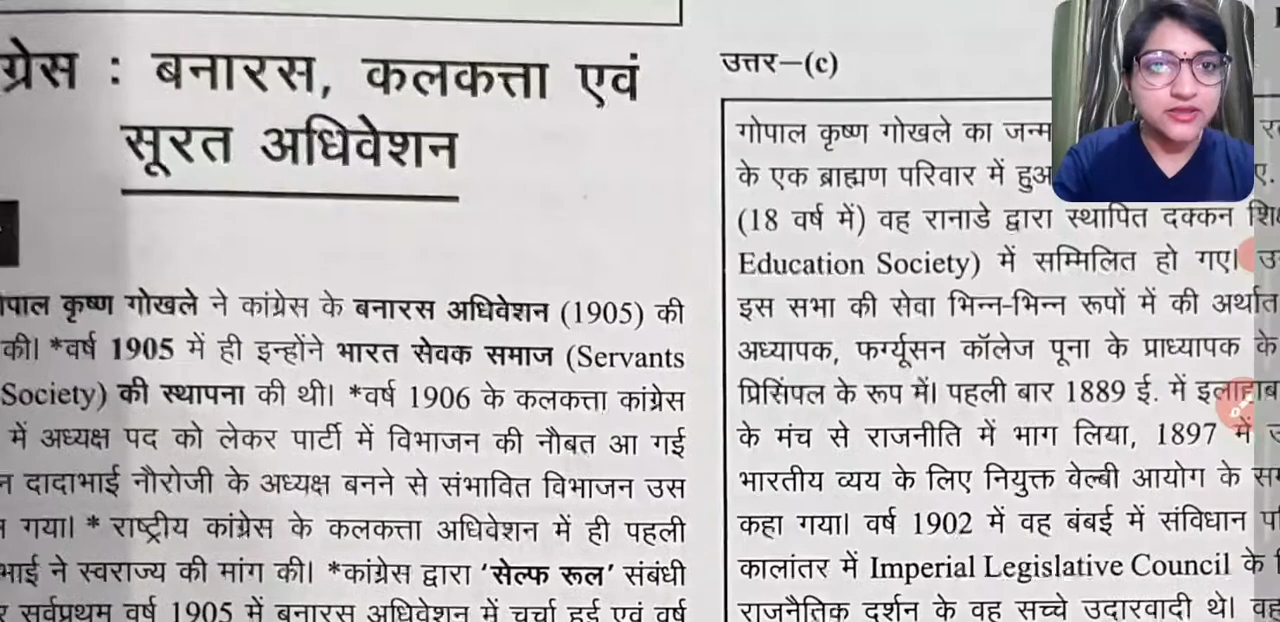 ग्रेस : बनारस, कलकत्ता एवं
सूरत अधिवेशन
गोपाल कृष्ण गोखले ने कांग्रेस के बनारस अधिवेशन (1905) की
की। *वर्ष 1905 में ही इन्होंने भारत सेवक समाज (Servants
Society) की स्थापना की थी। *वर्ष 1906 के कलकत्ता कांग्रेस
में अध्यक्ष पद को लेकर पार्टी में विभाजन की नौबत आ गई
दादाभाई नौरोजी के अध्यक्ष बनने से संभावित विभाजन उस
गया। * राष्ट्रीय कांग्रेस के कलकत्ता अधिवेशन में ही पहली
भाई ने स्वराज्य की मांग की। *कांग्रेस द्वारा 'सेल्फ रूल' संबंधी
सर्वप्रथम वर्ष 1905 में बनारस अधिवेशन में चर्चा हुई एवं वर्ष
उत्तर–(c)
गोपाल कृष्ण गोखले का जन्म
के एक ब्राह्मण परिवार में हुआ
(18 वर्ष में) वह रानाडे द्वारा स्थापित दक्कन
Education Society) में सम्मिलित हो गए।
इस सभा की सेवा भिन्न-भिन्न रूपों में की अर्थात
अध्यापक, फर्ग्यूसन कॉलेज पूना के प्राध्यापक के
प्रिंसिपल के रूप में। पहली बार 1889 ई. में
के मंच से राजनीति में भाग लिया, 1897 में
भारतीय व्यय के लिए नियुक्त वेल्बी आयोग के
कहा गया। वर्ष 1902 में वह बंबई में संविधान
कालांतर में Imperial Legislative Council के
राजनैतिक दर्शन के वह सच्चे उदारवादी थे। वह